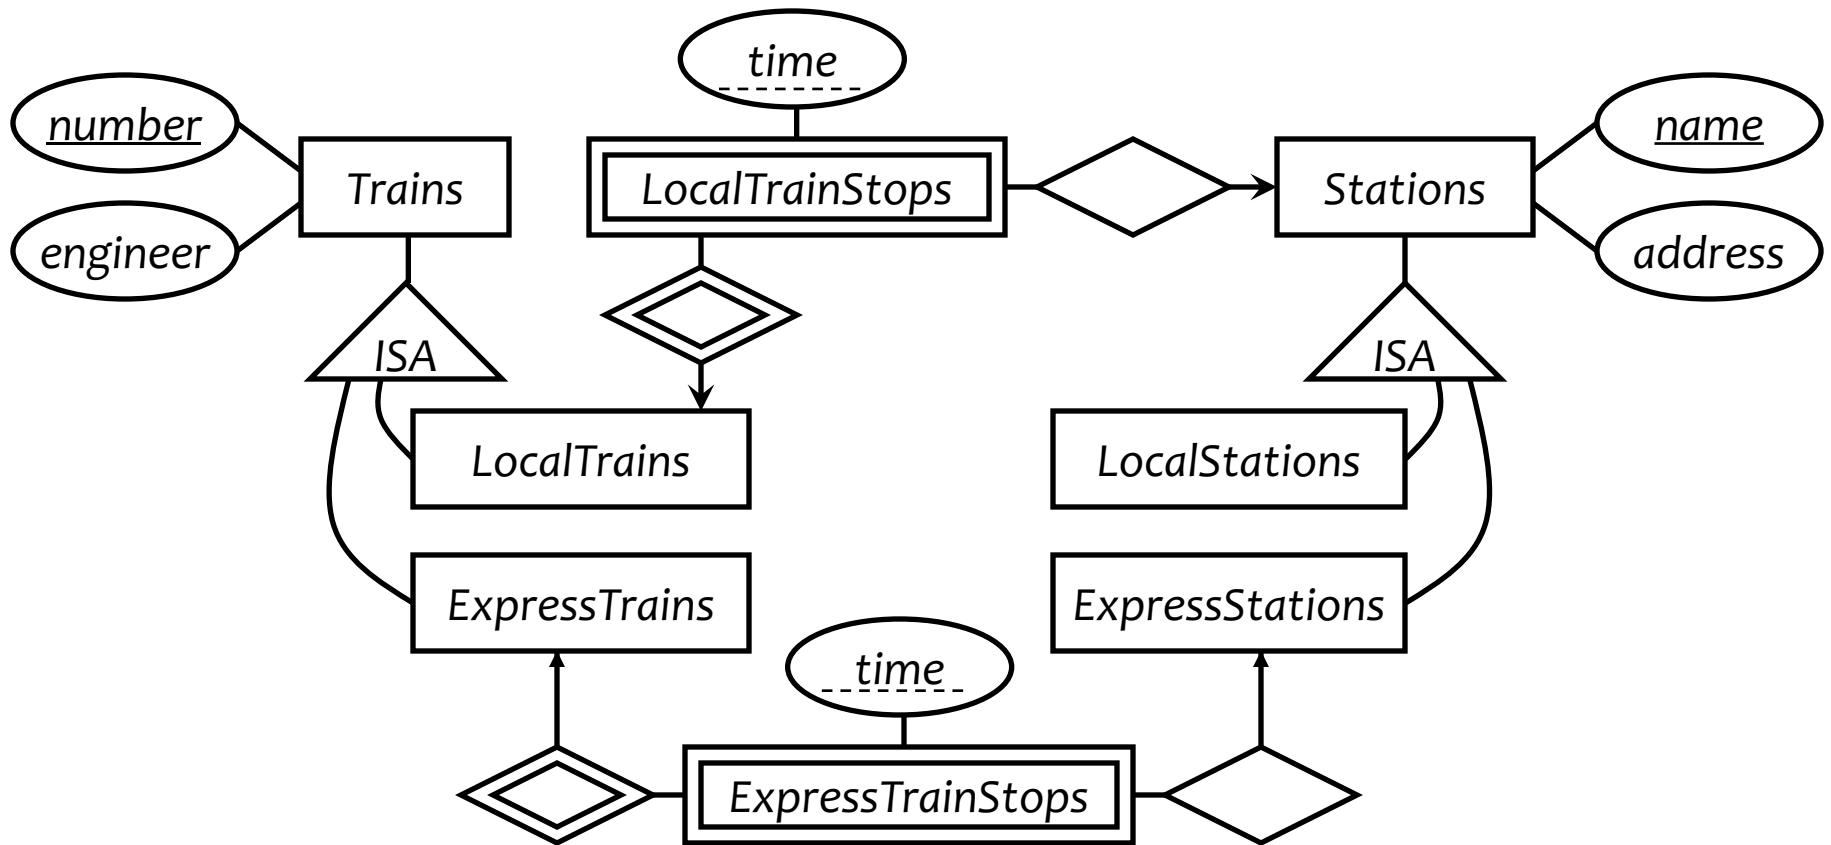 time
number
name
Trains
LocalTrainStops
Stations
engineer
address
ISA
ISA
LocalTrains
LocalStations
ExpressTrains
ExpressStations
time
ExpressTrainStops